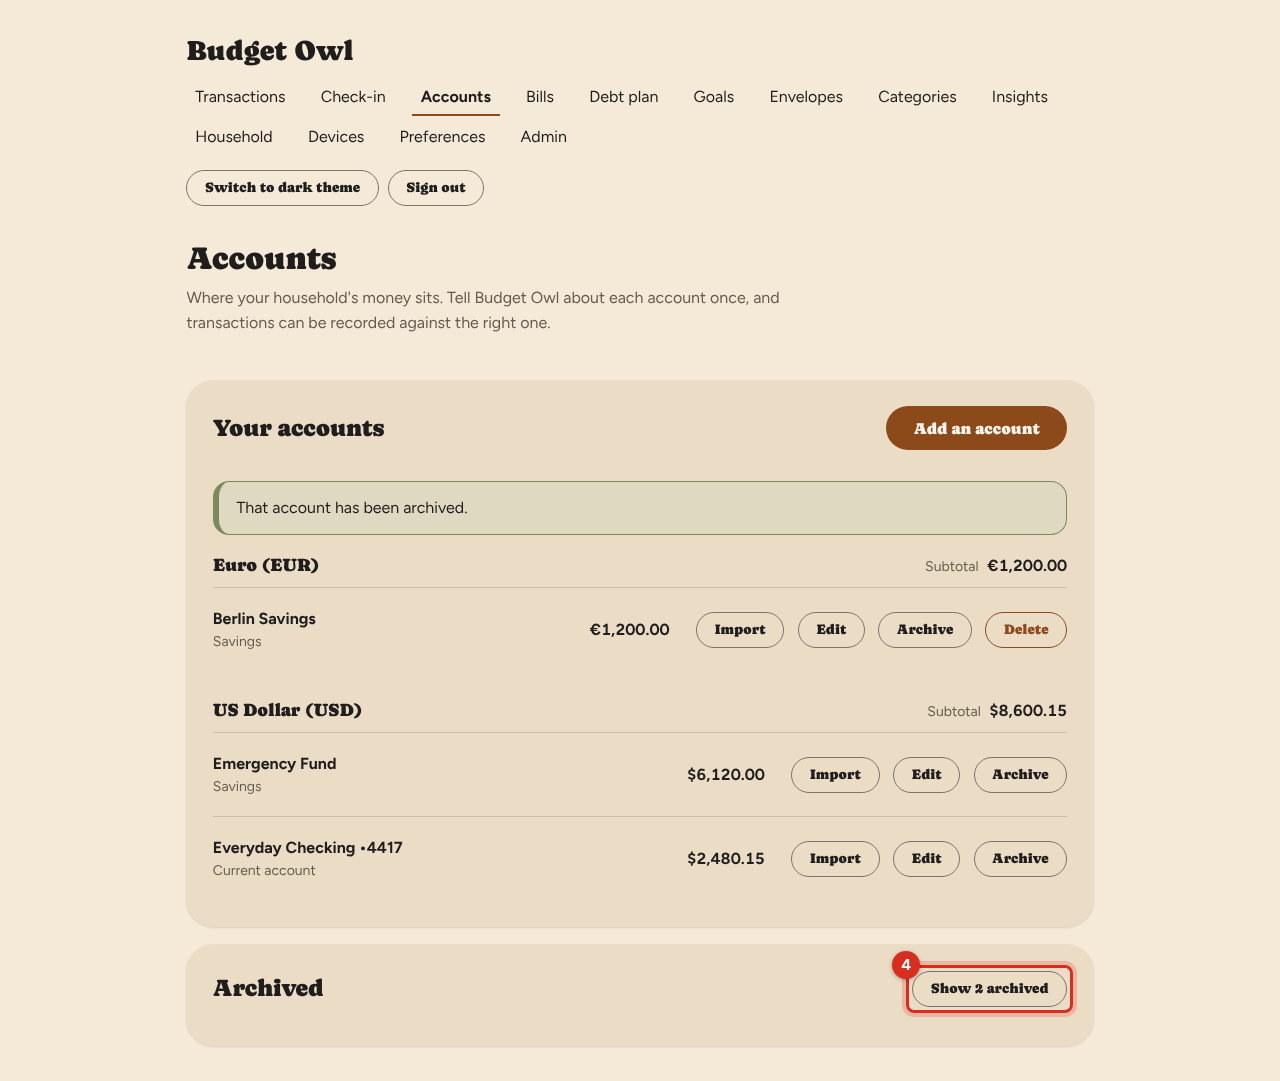 Budget Owl
Transactions Check-in Accounts Bills Debt plan Goals Envelopes Categories Insights
Household Devices Preferences Admin
Switch to dark theme Sign out
Accounts
Where your household's money sits. Tell Budget Owl about each account once, and
transactions can be recorded against the right one.
Your accounts Add an account
That account has been archived.
Euro (EUR) Subtotal €1,200.00
Berlin Savings
Savings
€1,200.00 Import Edit Archive Delete
US Dollar (USD) Subtotal $8,600.15
Emergency Fund
Savings
$6,120.00 Import Edit Archive
Everyday Checking •4417
Current account
$2,480.15 Import Edit Archive
Archived
4
Show 2 archived